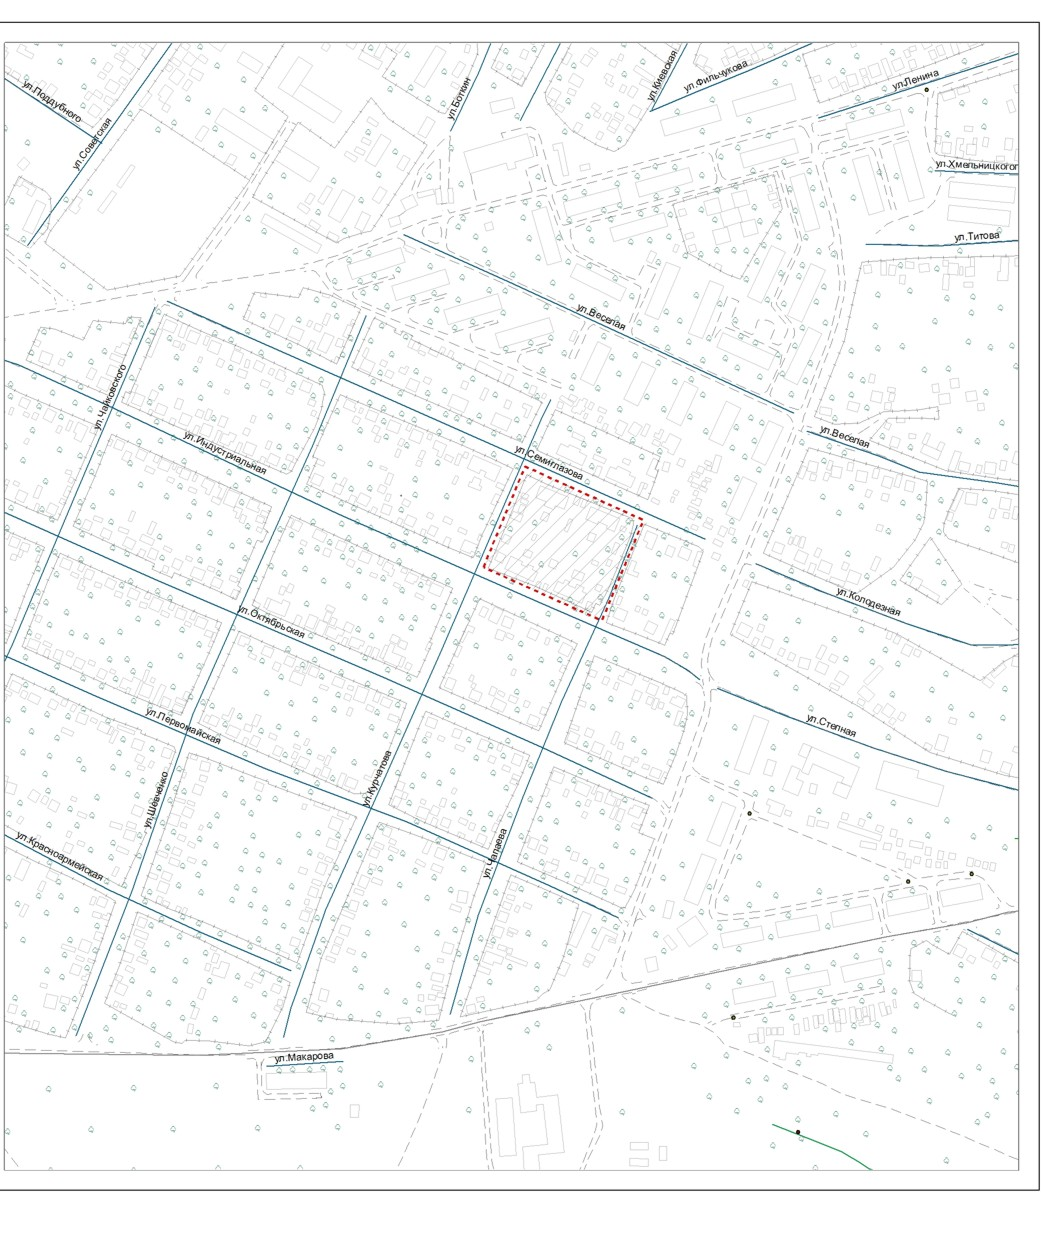 ул.Поддубного
ул.Советская
ул.Боткин
ул.Киевская
ул.Фильчукова
ул.Ленина
ул.Хмельницкогог
ул.Титова
ул.Веселая
ул.Веселая
ул.Чайковского
ул.Индустриальная
ул.Семиглазова
ул.Колодезная
ул.Октябрьская
ул.Первомайская
ул.Степная
ул.Шевченко
ул.Курчатова
ул.Чапаева
ул.Красноармейская
ул.Макарова